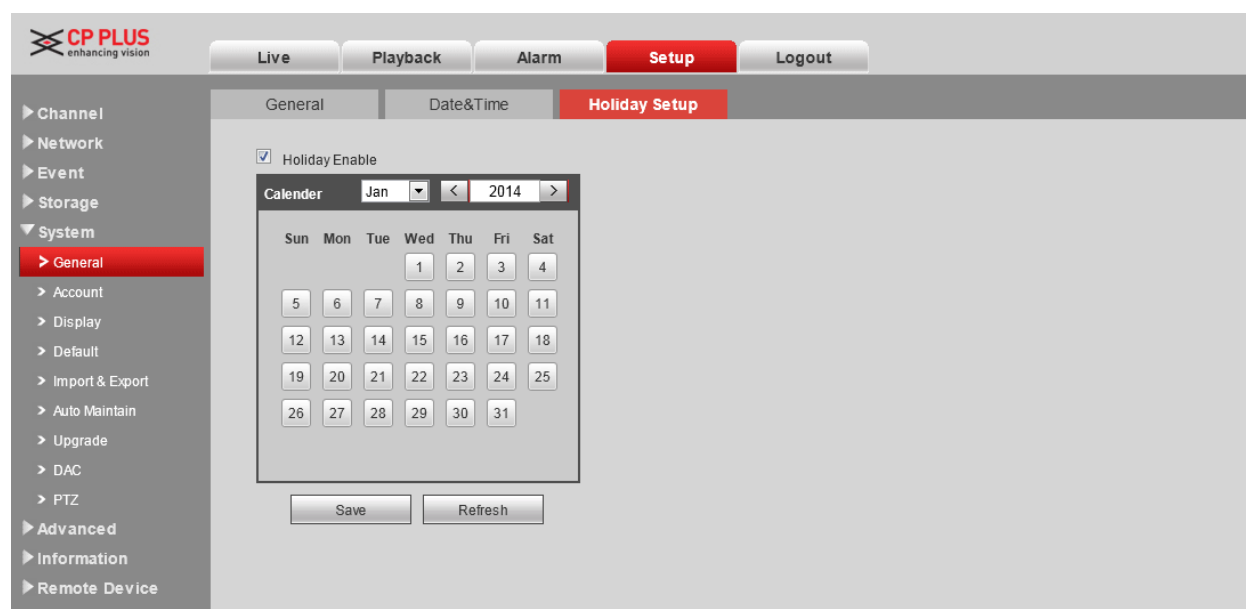 CP PLUS
enhancing vision
Live Playback Alarm Setup Logout
General Date&Time Holiday Setup
Channel
Network
Event
Storage
System
> General
> Account
> Display
> Default
> Import & Export
> Auto Maintain
> Upgrade
> DAC
> PTZ
Advanced
Information
Remote Device
Holiday Enable
Calender Jan < 2014 >
Sun Mon Tue Wed Thu Fri Sat
1 2 3 4
5 6 7 8 9 10 11
12 13 14 15 16 17 18
19 20 21 22 23 24 25
26 27 28 29 30 31
Save Refresh